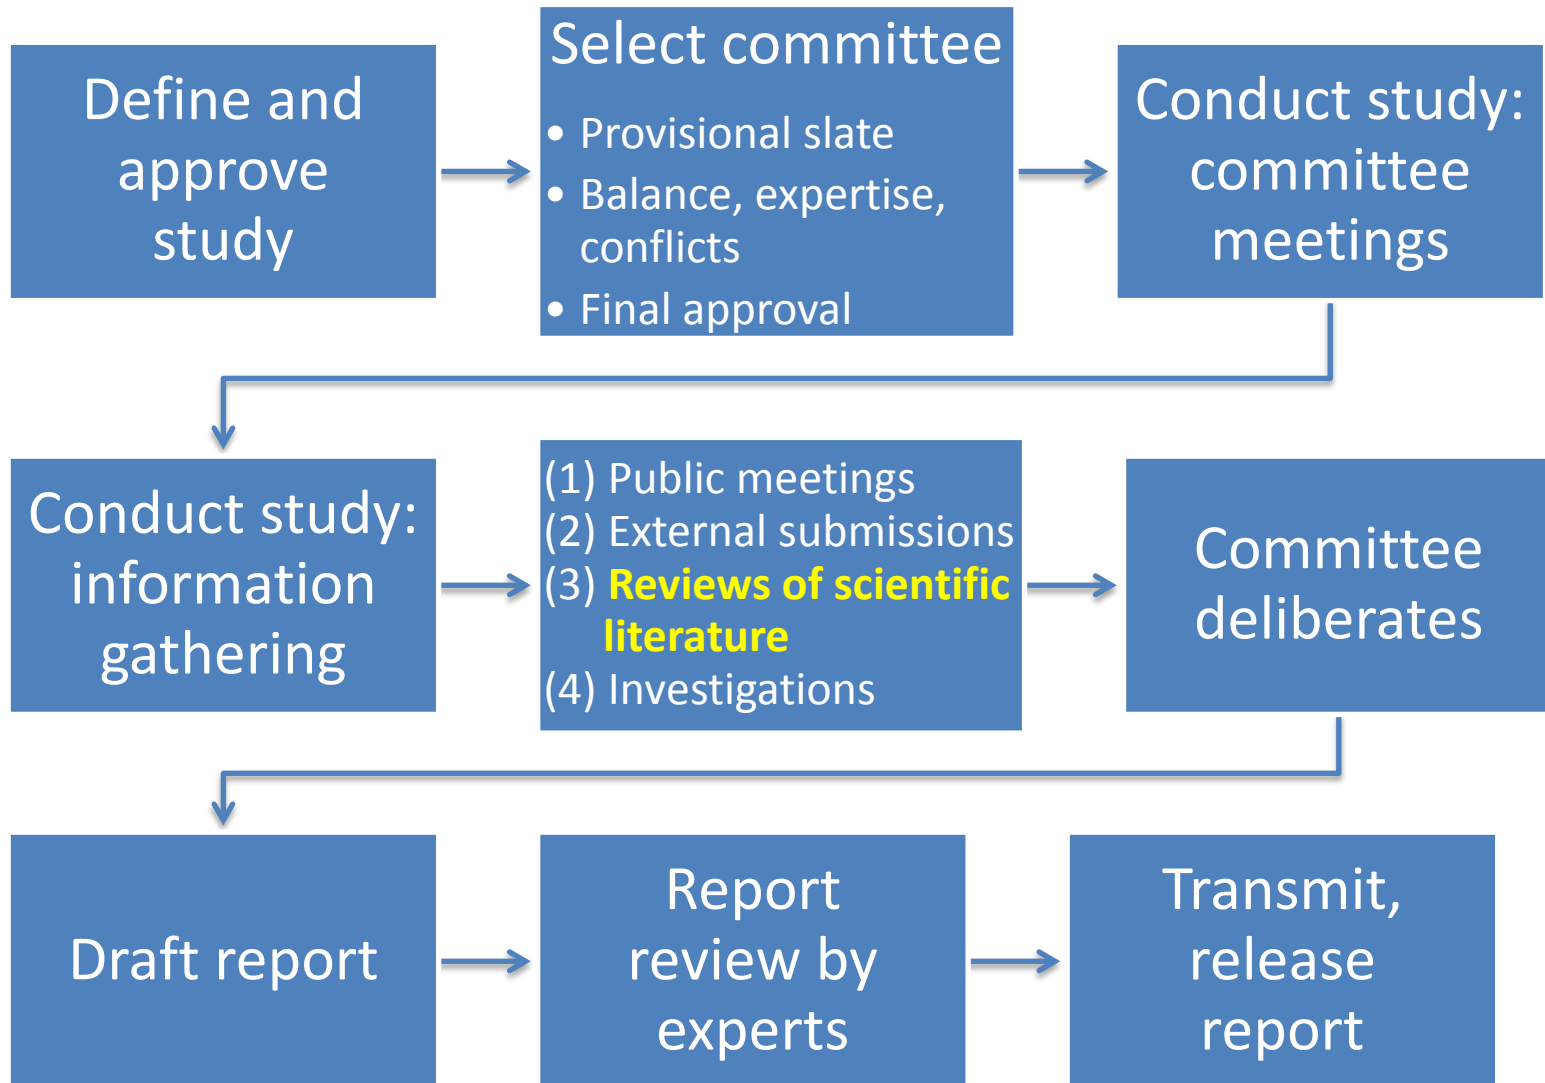 Define and
approve
study
Select committee
• Provisional slate
• Balance, expertise,
conflicts
• Final approval
Conduct study:
committee
meetings
Conduct study:
information
gathering
(1) Public meetings
(2) External submissions
(3) Reviews of scientific
literature
(4) Investigations
Committee
deliberates
Draft report
Report
review by
experts
Transmit,
release
report